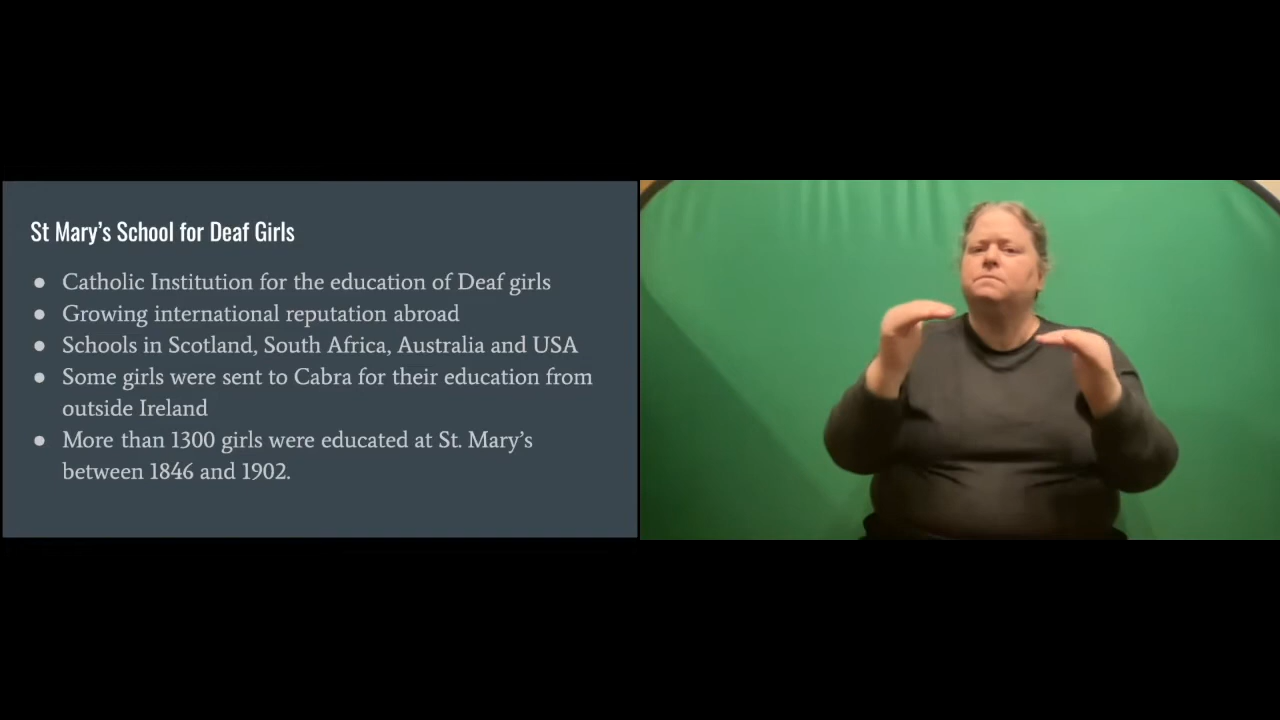 St Mary's School for Deaf Girls
● Catholic Institution for the education of Deaf girls
● Growing international reputation abroad
● Schools in Scotland, South Africa, Australia and USA
● Some girls were sent to Cabra for their education from
outside Ireland
● More than 1300 girls were educated at St. Mary's
between 1846 and 1902.